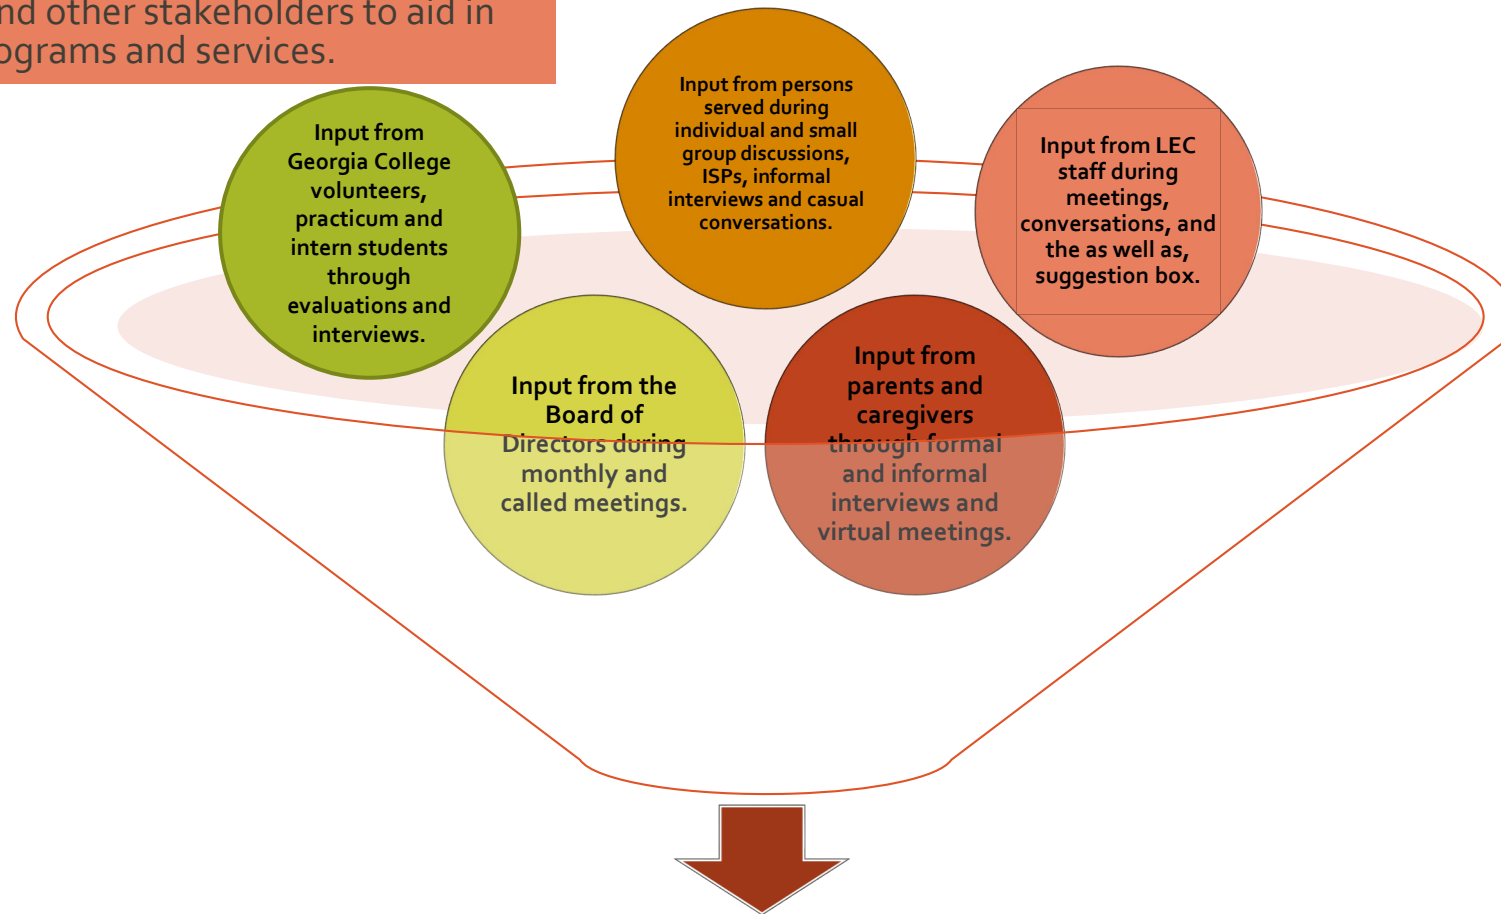 nd other stakeholders to aid in
ograms and services.
Input from
Georgia College
volunteers,
practicum and
intern students
through
evaluations and
interviews.
Input from persons
served during
individual and small
group discussions,
ISPs, informal
interviews and casual
conversations.
Input from LEC
staff during
meetings,
conversations, and
the as well as,
suggestion box.
Input from the
Board of
Directors during
monthly and
called meetings.
Input from
parents and
caregivers
through formal
and informal
interviews and
virtual meetings.